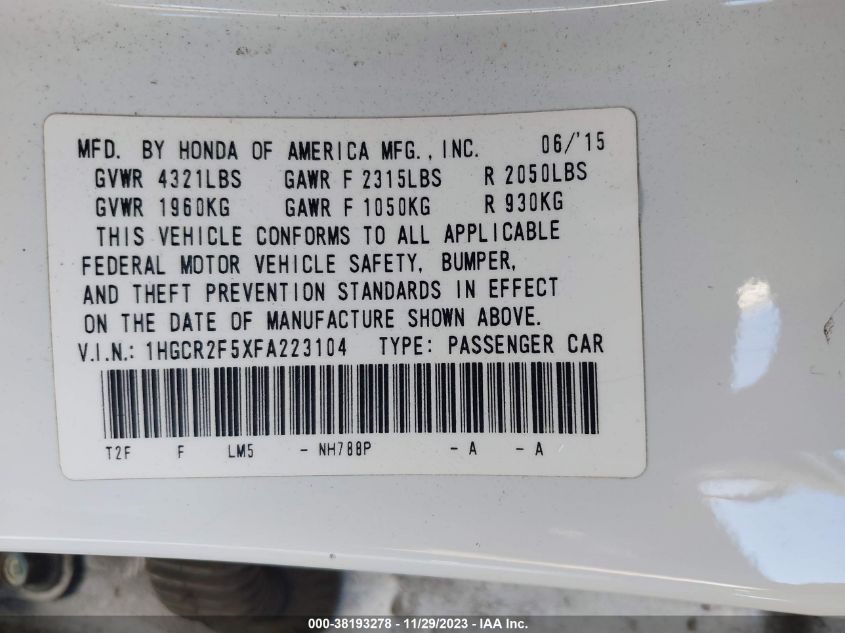 MFD. BY HONDA OF AMERICA MFG., INC. 06/'15
GVWR 4321LBS GAWR F 2315LBS R 2050LBS
GVWR 1960KG GAWR F 1050KG R 930KG
THIS VEHICLE CONFORMS TO ALL APPLICABLE
FEDERAL MOTOR VEHICLE SAFETY, BUMPER,
AND THEFT PREVENTION STANDARDS IN EFFECT
ON THE DATE OF MANUFACTURE SHOWN ABOVE.
V.I.N.: 1HGCR2F5XFA223104 TYPE: PASSENGER CAR
T2F F LM5 - NH788P - A - A
000-38193278 - 11/29/2023 - IAA Inc.